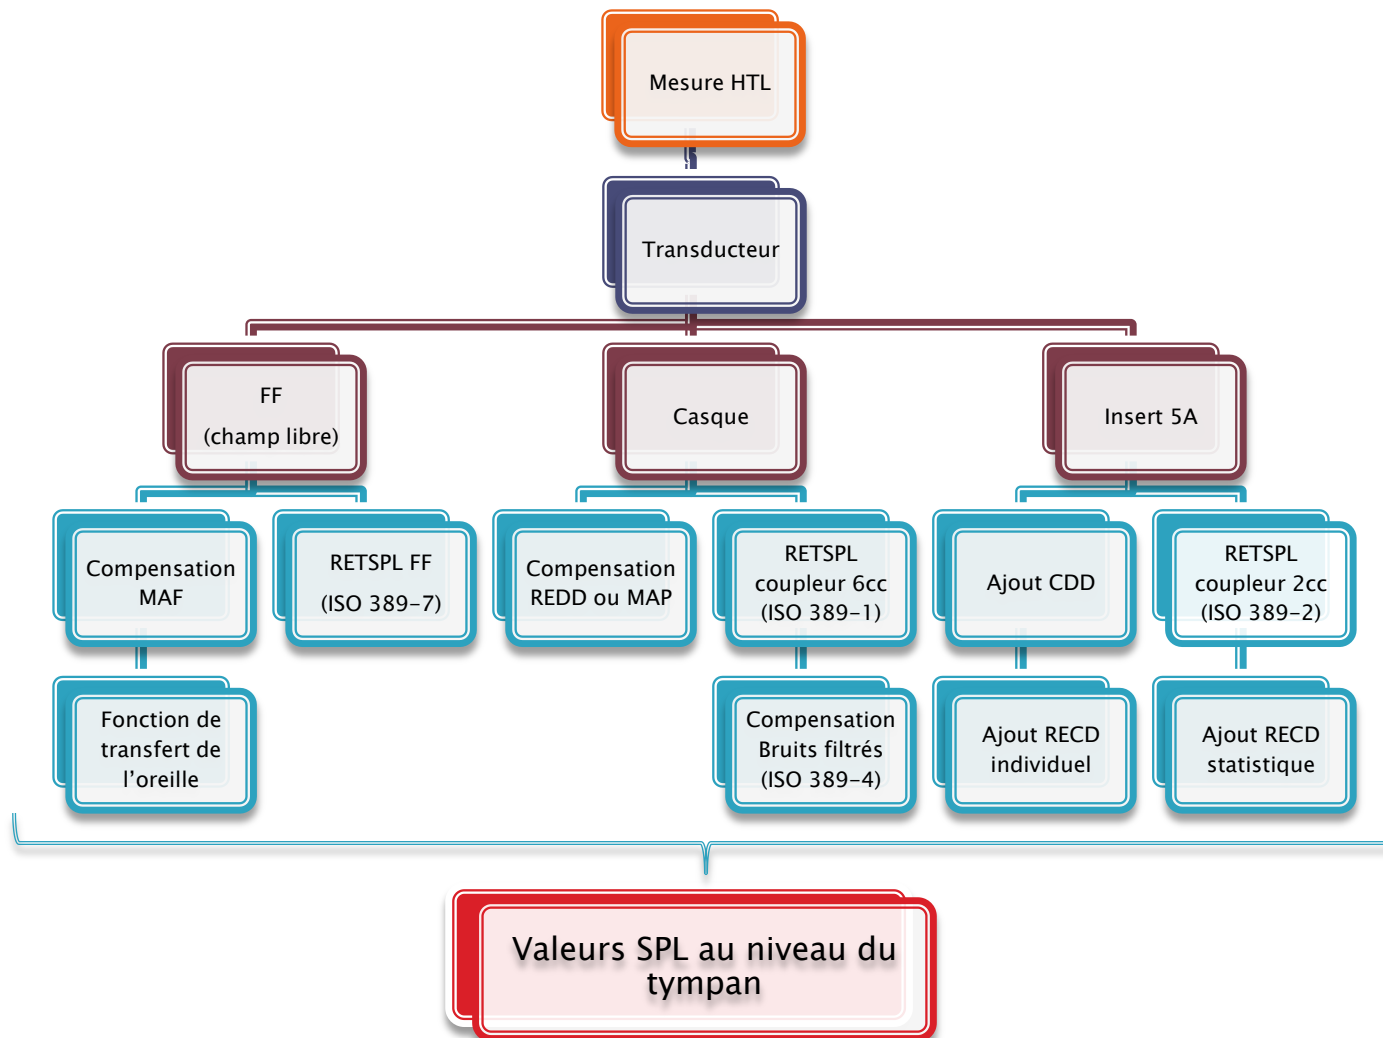 Mesure HTL
Transducteur
FF
(champ libre)
Casque
Insert 5A
Compensation
MAF
RETSPL FF
(ISO 389-7)
Compensation
REDD ou MAP
RETSPL
coupleur 6cc
(ISO 389-1)
Ajout CDD
RETSPL
coupleur 2cc
(ISO 389-2)
Fonction de
transfert de
l'oreille
Compensation
Bruits filtrés
(ISO 389-4)
Ajout RECD
individuel
Ajout RECD
statistique
Valeurs SPL au niveau du
tympan